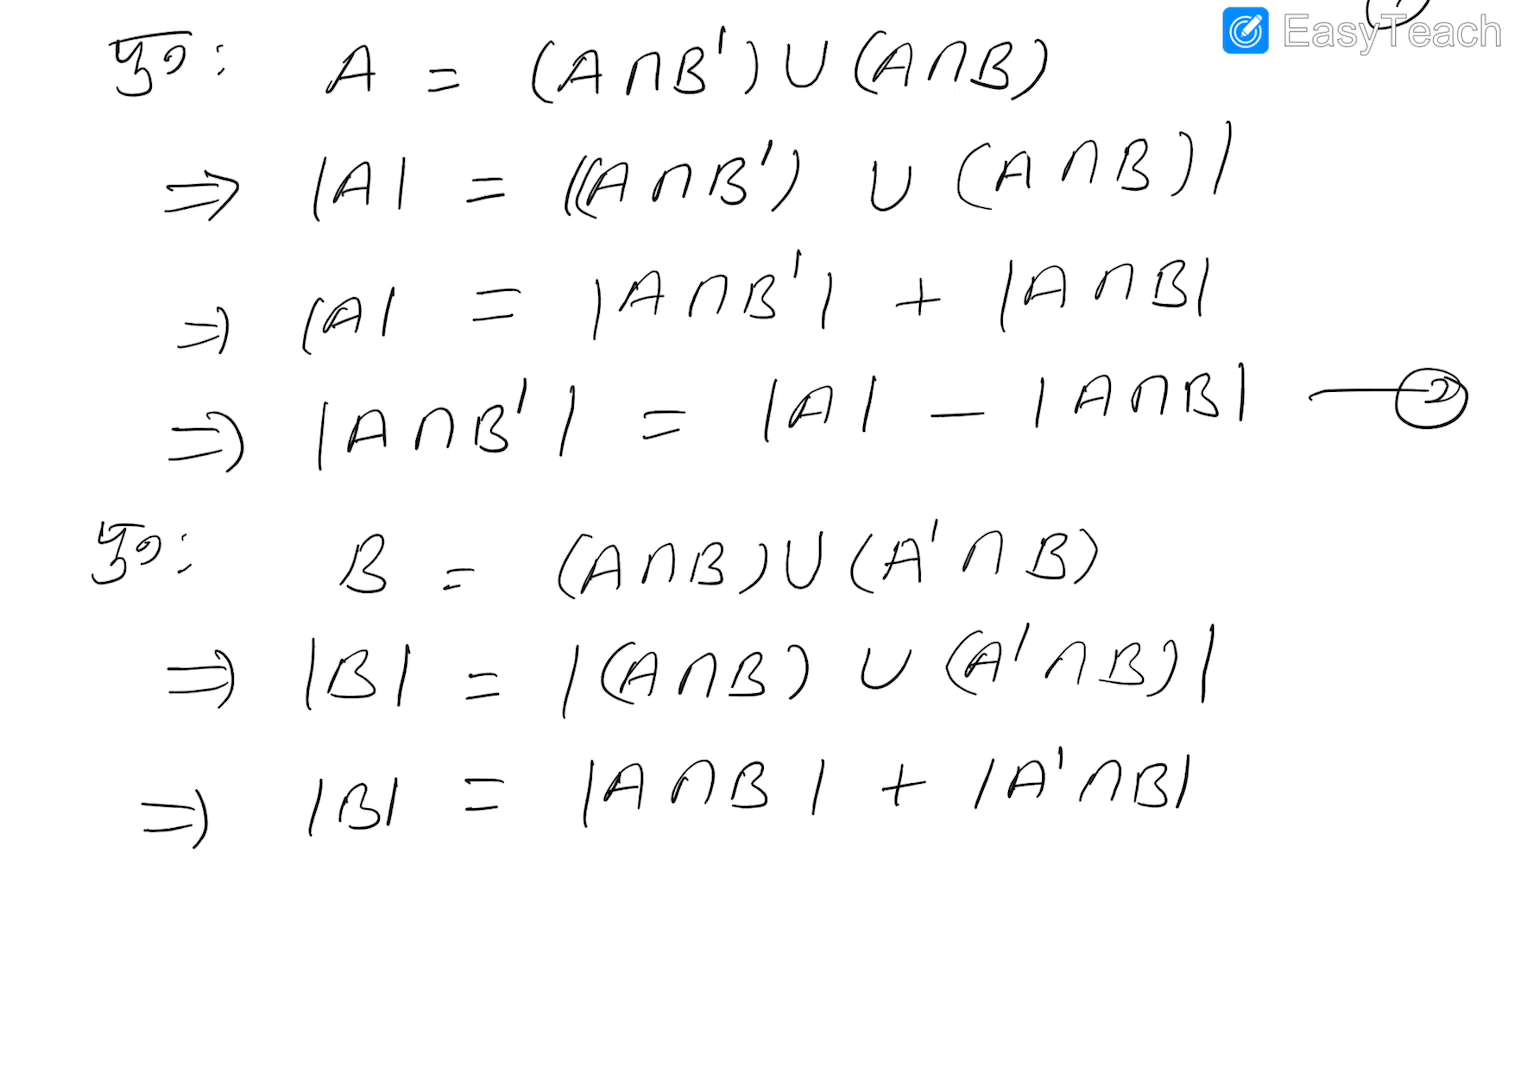 EasyTeach
पुनः A = (A∩B') ∪ (A∩B)
⇒ |A| = |(A∩B') ∪ (A∩B)|
⇒ |A| = |A∩B'| + |A∩B|
⇒ |A∩B'| = |A| - |A∩B| — ②
पुनः B = (A∩B) ∪ (A'∩B)
⇒ |B| = |(A∩B) ∪ (A'∩B)|
⇒ |B| = |A∩B| + |A'∩B|